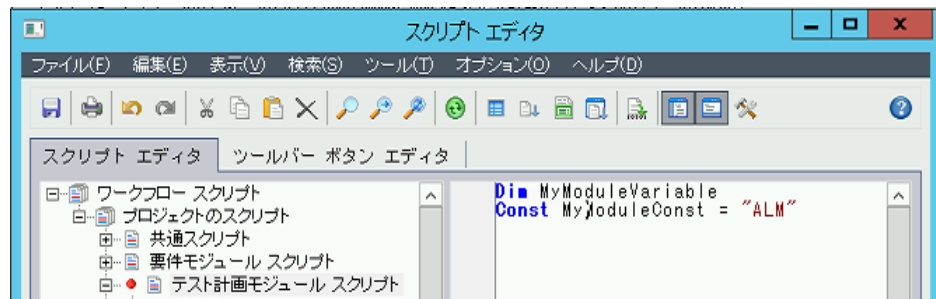 スクリプト エディタ
ファイル(F) 編集(E) 表示(V) 検索(S) ツール(T) オプション(O) ヘルプ(D)
スクリプト エディタ ツールバー ボタン エディタ
ワークフロー スクリプト
プロジェクトのスクリプト
共通スクリプト
要件モジュール スクリプト
テスト計画モジュール スクリプト
Dim MyModuleVariable
Const MyModuleConst = "ALM"